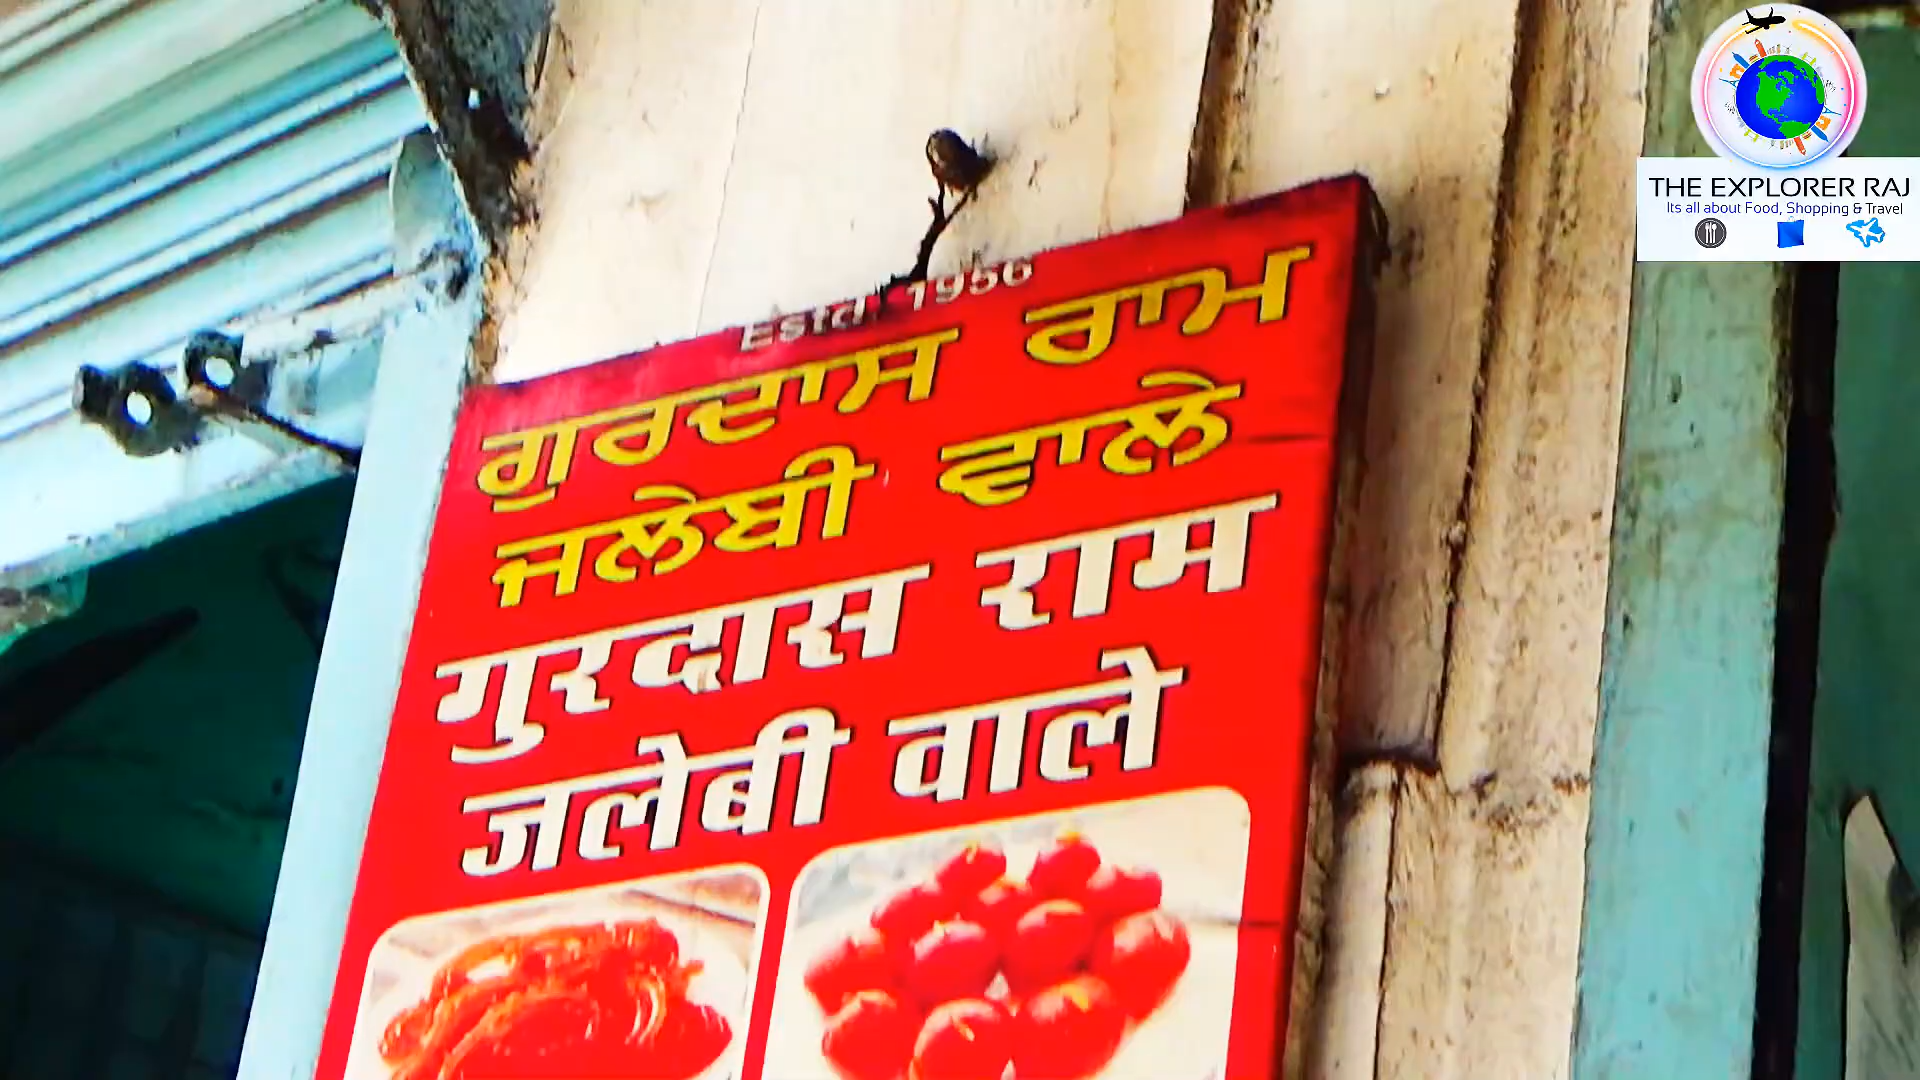 Estd. 1956
ਗੁਰਦਾਸ ਰਾਮ
ਜਲੇਬੀ ਵਾਲੇ
गुरदास राम
जलेबी वाले
THE EXPLORER RAJ
Its all about Food, Shopping & Travel